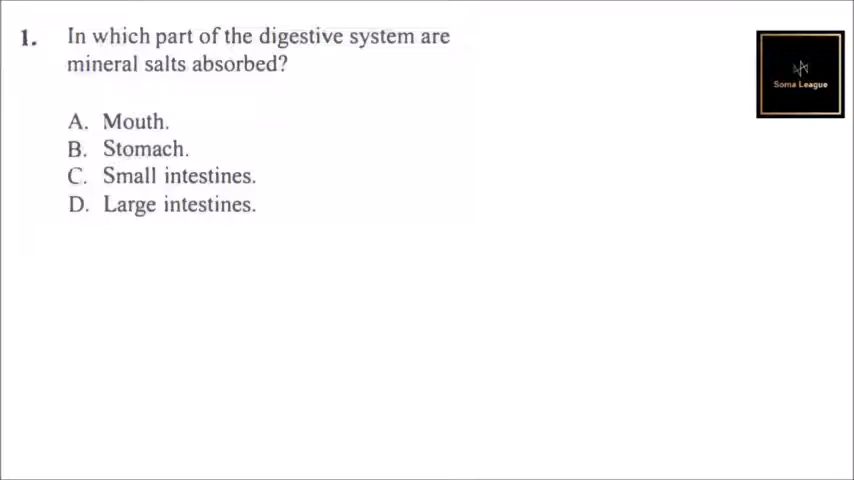 1. In which part of the digestive system are
mineral salts absorbed?
A. Mouth.
B. Stomach.
C. Small intestines.
D. Large intestines.
Soma League